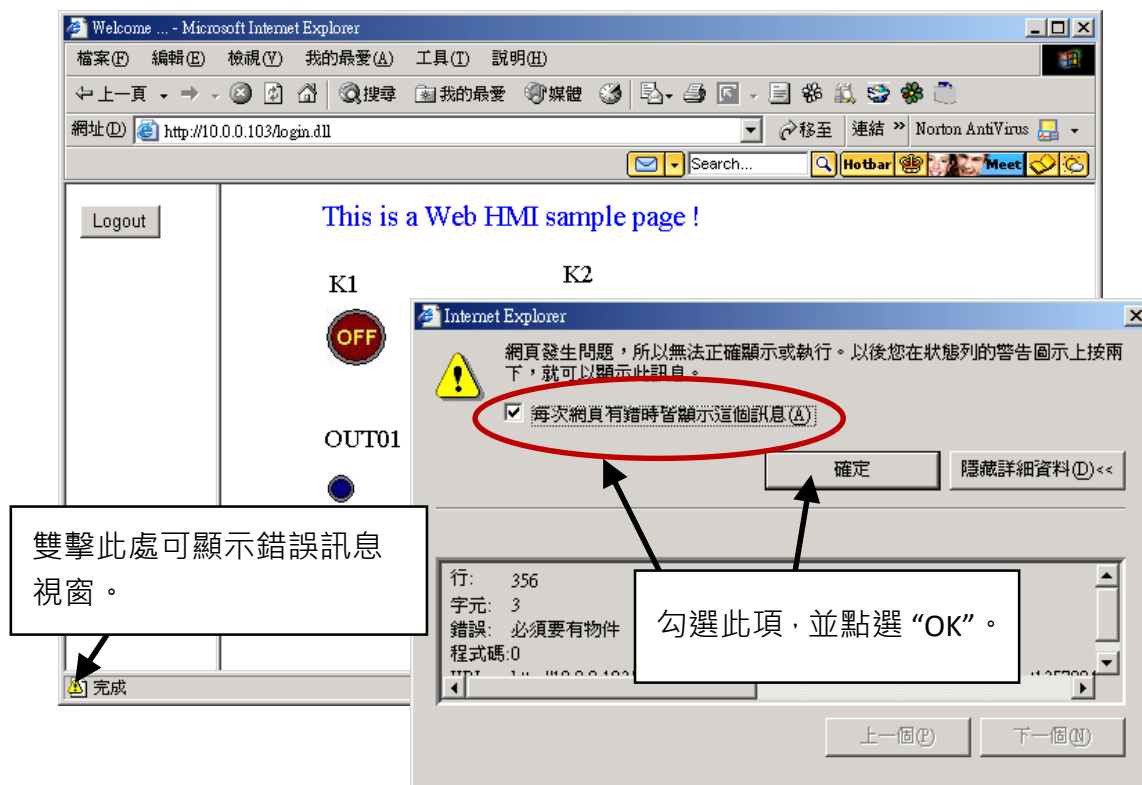 Welcome ... - Microsoft Internet Explorer
檔案(F) 編輯(E) 檢視(V) 我的最愛(A) 工具(T) 說明(H)
上一頁 搜尋 我的最愛 媒體
網址(D) http://10.0.0.103/login.dll 移至 連結 » Norton AntiVirus
Search... Hotbar Meet
Logout
This is a Web HMI sample page !
K1
K2
OFF
OUT01
Internet Explorer
網頁發生問題，所以無法正確顯示或執行。以後您在狀態列的警告圖示上按兩
下，就可以顯示此訊息。
每次網頁有錯時皆顯示這個訊息(A)
確定 隱藏詳細資料(D)<<
雙擊此處可顯示錯誤訊息
視窗。
行: 356
字元: 3
錯誤: 必須要有物件
程式碼:0
勾選此項，並點選 “OK”。
完成
上一個(P) 下一個(N)